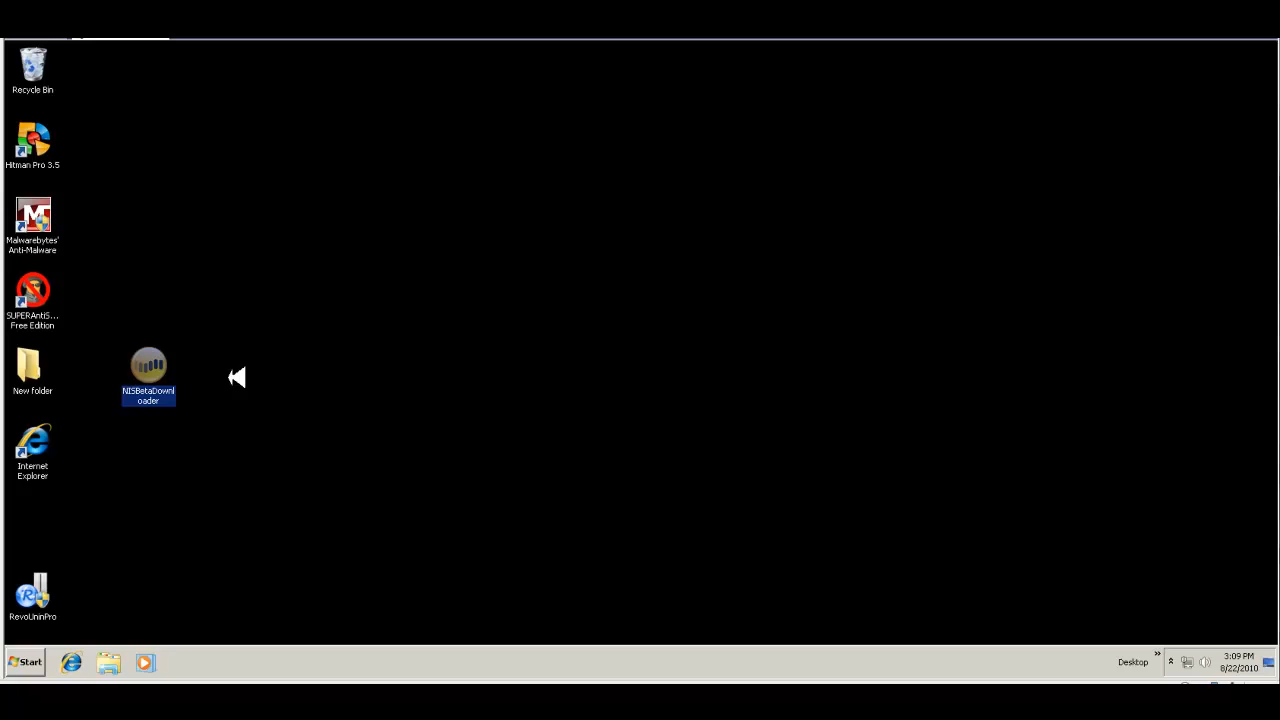 Recycle Bin
Hitman Pro 3.5
Malwarebytes'
Anti-Malware
SUPERAntiS...
Free Edition
New folder
NISBetaDownl
oader
Internet
Explorer
RevoUninPro
Start
Desktop
3:09 PM
8/22/2010